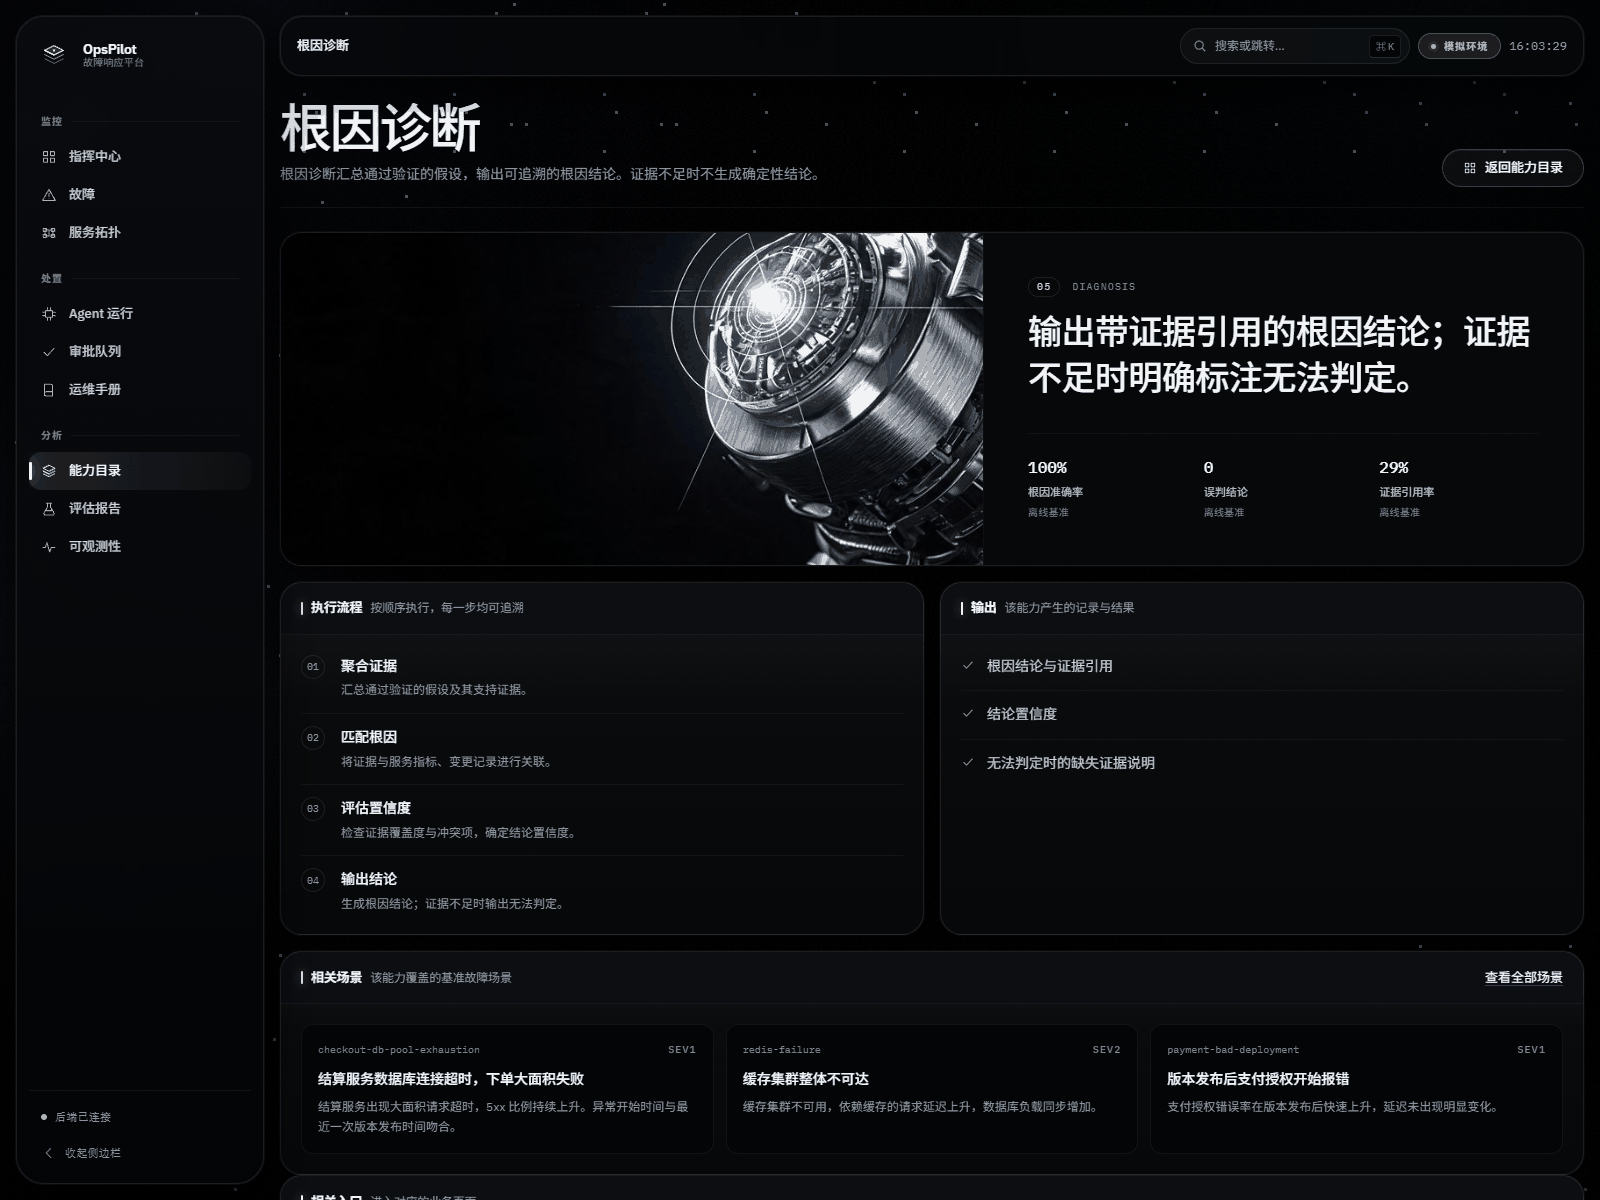 OpsPilot
故障响应平台
监控
指挥中心
故障
服务拓扑
处置
Agent 运行
审批队列
运维手册
分析
能力目录
评估报告
可观测性
后端已连接
收起侧边栏
根因诊断
搜索或跳转...
⌘K
模拟环境
16:03:29
根因诊断
根因诊断汇总通过验证的假设，输出可追溯的根因结论。证据不足时不生成确定性结论。
返回能力目录
05
DIAGNOSIS
输出带证据引用的根因结论；证据
不足时明确标注无法判定。
100%
根因准确率
离线基准
0
误判结论
离线基准
29%
证据引用率
离线基准
执行流程 按顺序执行，每一步均可追溯
01
聚合证据
汇总通过验证的假设及其支持证据。
02
匹配根因
将证据与服务指标、变更记录进行关联。
03
评估置信度
检查证据覆盖度与冲突项，确定结论置信度。
04
输出结论
生成根因结论；证据不足时输出无法判定。
输出 该能力产生的记录与结果
根因结论与证据引用
结论置信度
无法判定时的缺失证据说明
相关场景 该能力覆盖的基准故障场景
查看全部场景
checkout-db-pool-exhaustion
SEV1
结算服务数据库连接超时，下单大面积失败
结算服务出现大面积请求超时，5xx 比例持续上升。异常开始时间与最
近一次版本发布时间吻合。
redis-failure
SEV2
缓存集群整体不可达
缓存集群不可用，依赖缓存的请求延迟上升，数据库负载同步增加。
payment-bad-deployment
SEV1
版本发布后支付授权开始报错
支付授权错误率在版本发布后快速上升，延迟未出现明显变化。